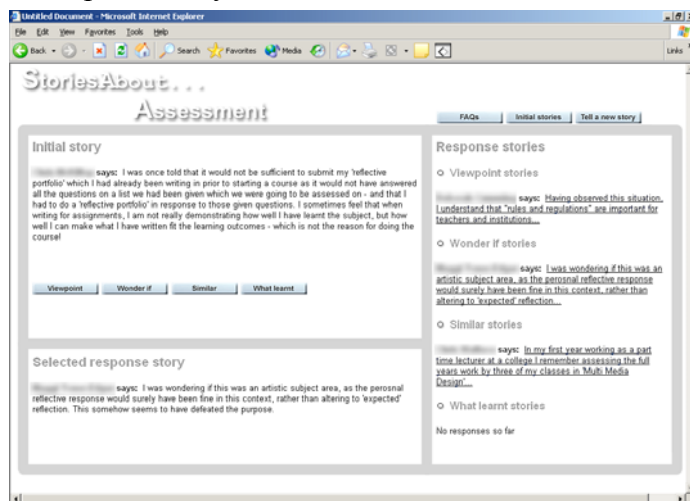 Untitled Document - Microsoft Internet Explorer
File Edit View Favorites Tools Help
Back Search Favorites Media Links
StoriesAbout...
Assessment
FAQs Initial stories Tell a new story
Initial story
says: I was once told that it would not be sufficient to submit my 'reflective
portfolio' which I had already been writing in prior to starting a course as it would not have answered
all the questions on a list we had been given which we were going to be assessed on - and that I
had to do a 'reflective portfolio' in response to those given questions. I sometimes feel that when
writing for assignments, I am not really demonstrating how well I have learnt the subject, but how
well I can make what I have written fit the learning outcomes - which is not the reason for doing the
course!
Viewpoint Wonder if Similar What learnt
Selected response story
says: I was wondering if this was an artistic subject area, as the perosnal
reflective response would surely have been fine in this context, rather than altering to 'expected'
reflection. This somehow seems to have defeated the purpose.
Response stories
Viewpoint stories
says: Having observed this situation,
I understand that "rules and regulations" are important for
teachers and institutions...
Wonder if stories
says: I was wondering if this was an
artistic subject area, as the perosnal reflective response
would surely have been fine in this context, rather than
altering to 'expected' reflection...
Similar stories
says: In my first year working as a part
time lecturer at a college I remember assessing the full
years work by three of my classes in 'Multi Media
Design'...
What learnt stories
No responses so far